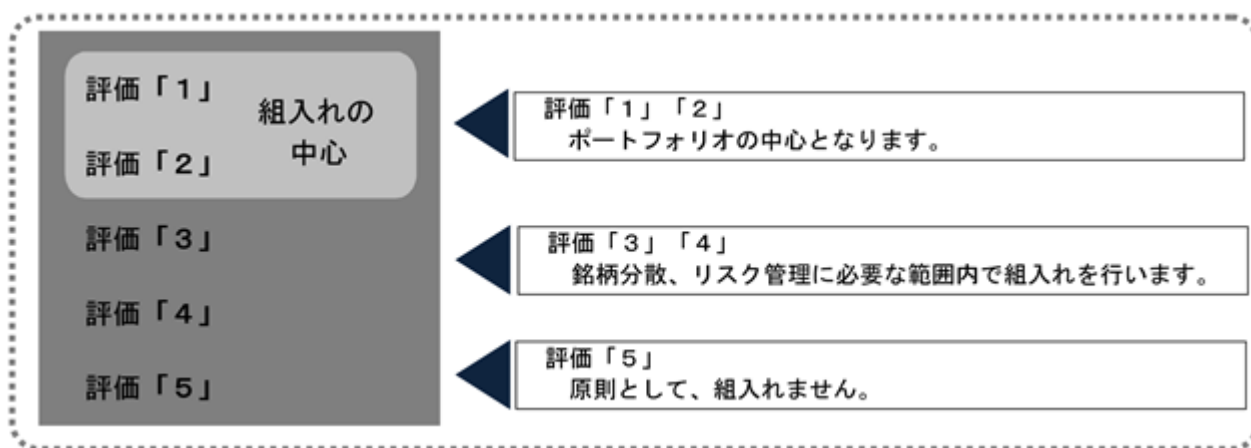 評価「１」
組入れの
中心
評価「２」
評価「３」
評価「４」
評価「５」
評価「１」「２」
ポートフォリオの中心となります。
評価「３」「４」
銘柄分散、リスク管理に必要な範囲内で組入れを行います。
評価「５」
原則として、組入れません。